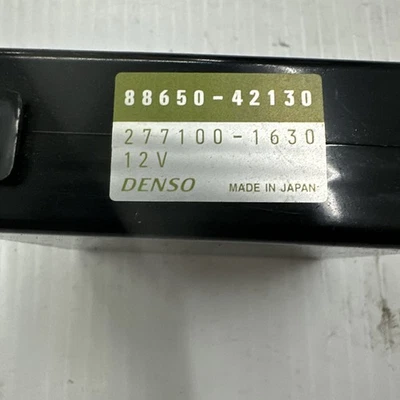 88650-42130
277100-1630
12V
DENSO MADE IN JAPAN